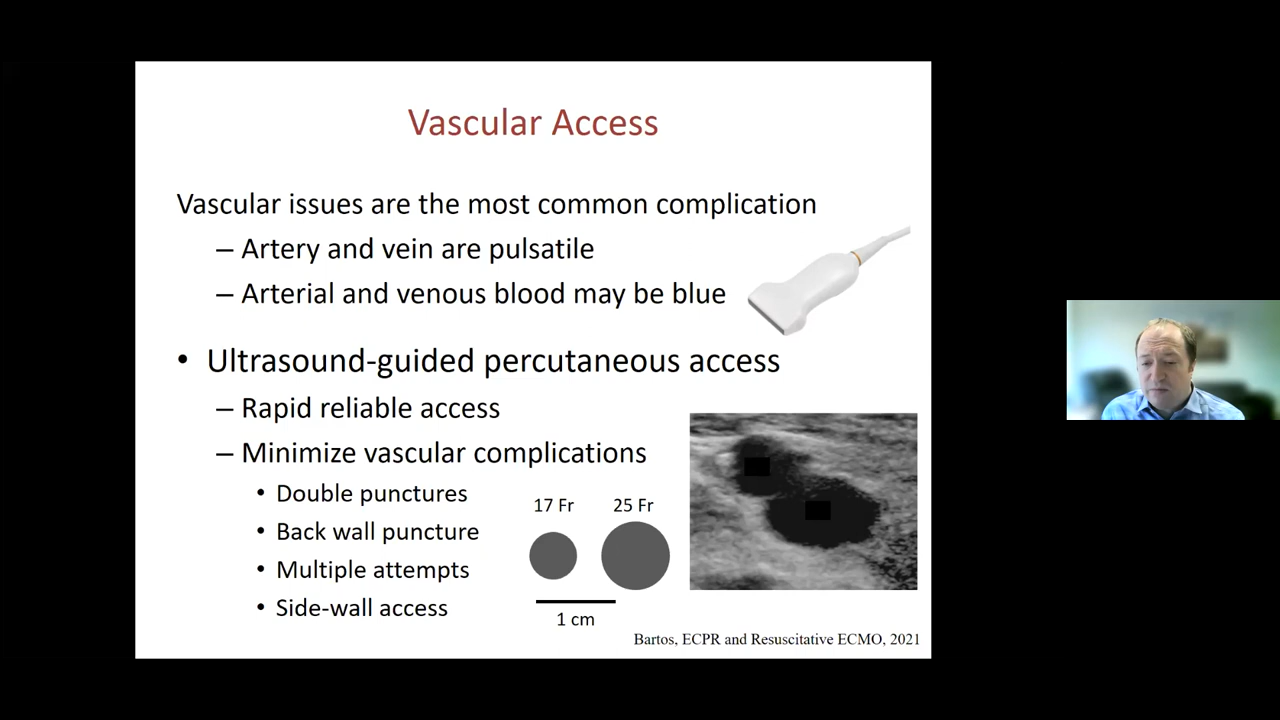 Vascular Access
Vascular issues are the most common complication
– Artery and vein are pulsatile
– Arterial and venous blood may be blue
• Ultrasound-guided percutaneous access
– Rapid reliable access
– Minimize vascular complications
• Double punctures
• Back wall puncture
• Multiple attempts
• Side-wall access
17 Fr
25 Fr
1 cm
Bartos, ECPR and Resuscitative ECMO, 2021